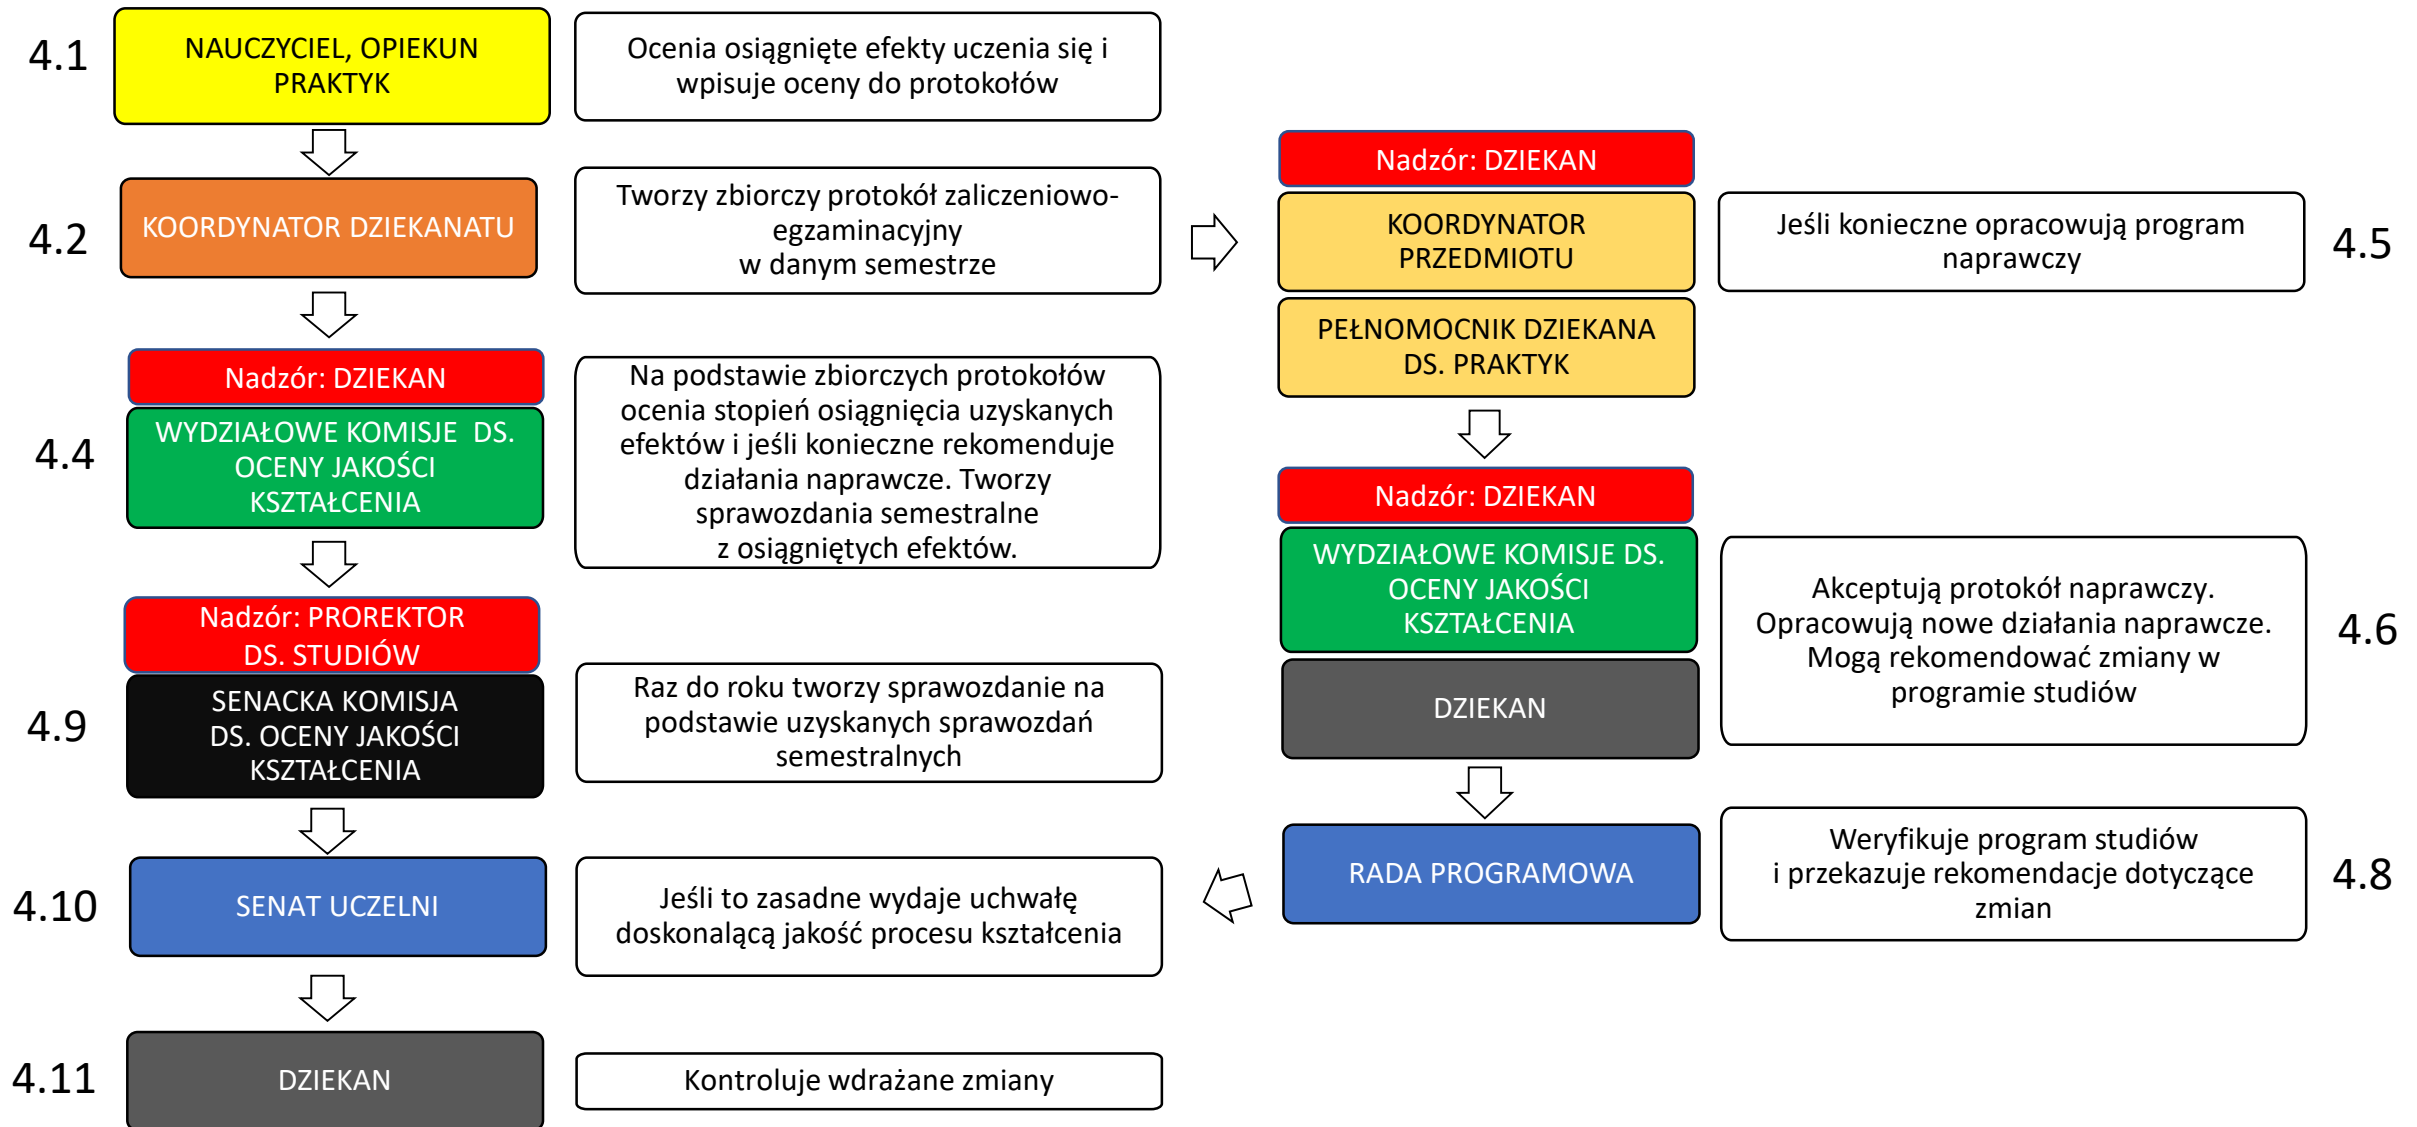 4.1
NAUCZYCIEL, OPIEKUN
PRAKTYK
Ocenia osiągnięte efekty uczenia się i
wpisuje oceny do protokołów
4.2
KOORDYNATOR DZIEKANATU
Tworzy zbiorczy protokół zaliczeniowo-
egzaminacyjny
w danym semestrze
Nadzór: DZIEKAN
KOORDYNATOR
PRZEDMIOTU
PEŁNOMOCNIK DZIEKANA
DS. PRAKTYK
Jeśli konieczne opracowują program
naprawczy
4.5
4.4
Nadzór: DZIEKAN
WYDZIAŁOWE KOMISJE DS.
OCENY JAKOŚCI
KSZTAŁCENIA
Na podstawie zbiorczych protokołów
ocenia stopień osiągnięcia uzyskanych
efektów i jeśli konieczne rekomenduje
działania naprawcze. Tworzy
sprawozdania semestralne
z osiągniętych efektów.
Nadzór: DZIEKAN
WYDZIAŁOWE KOMISJE DS.
OCENY JAKOŚCI
KSZTAŁCENIA
DZIEKAN
Akceptują protokół naprawczy.
Opracowują nowe działania naprawcze.
Mogą rekomendować zmiany w
programie studiów
4.6
4.9
Nadzór: PROREKTOR
DS. STUDIÓW
SENACKA KOMISJA
DS. OCENY JAKOŚCI
KSZTAŁCENIA
Raz do roku tworzy sprawozdanie na
podstawie uzyskanych sprawozdań
semestralnych
RADA PROGRAMOWA
Weryfikuje program studiów
i przekazuje rekomendacje dotyczące
zmian
4.8
4.10
SENAT UCZELNI
Jeśli to zasadne wydaje uchwałę
doskonalącą jakość procesu kształcenia
4.11
DZIEKAN
Kontroluje wdrażane zmiany